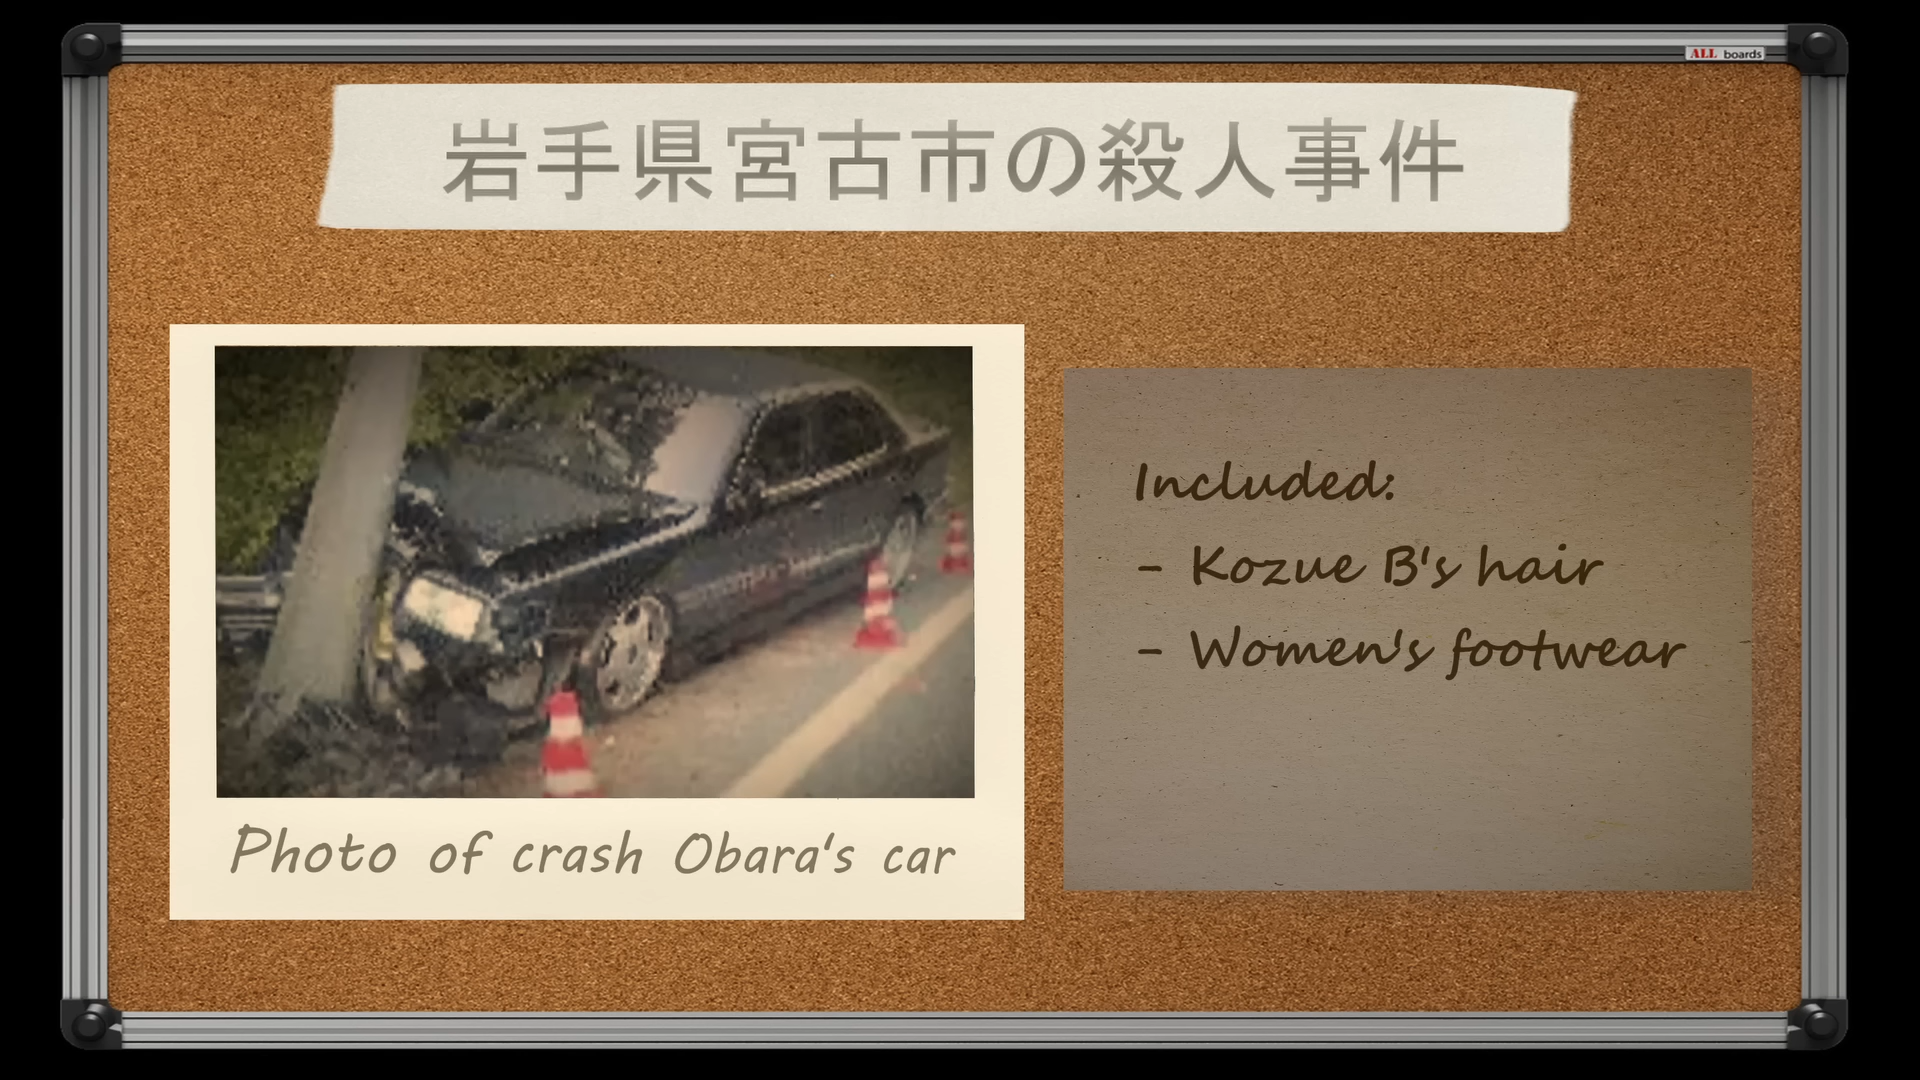 ALL boards
岩手県宮古市の殺人事件
Photo of crash Obara's car
Included:
- Kozue B's hair
- Women's footwear